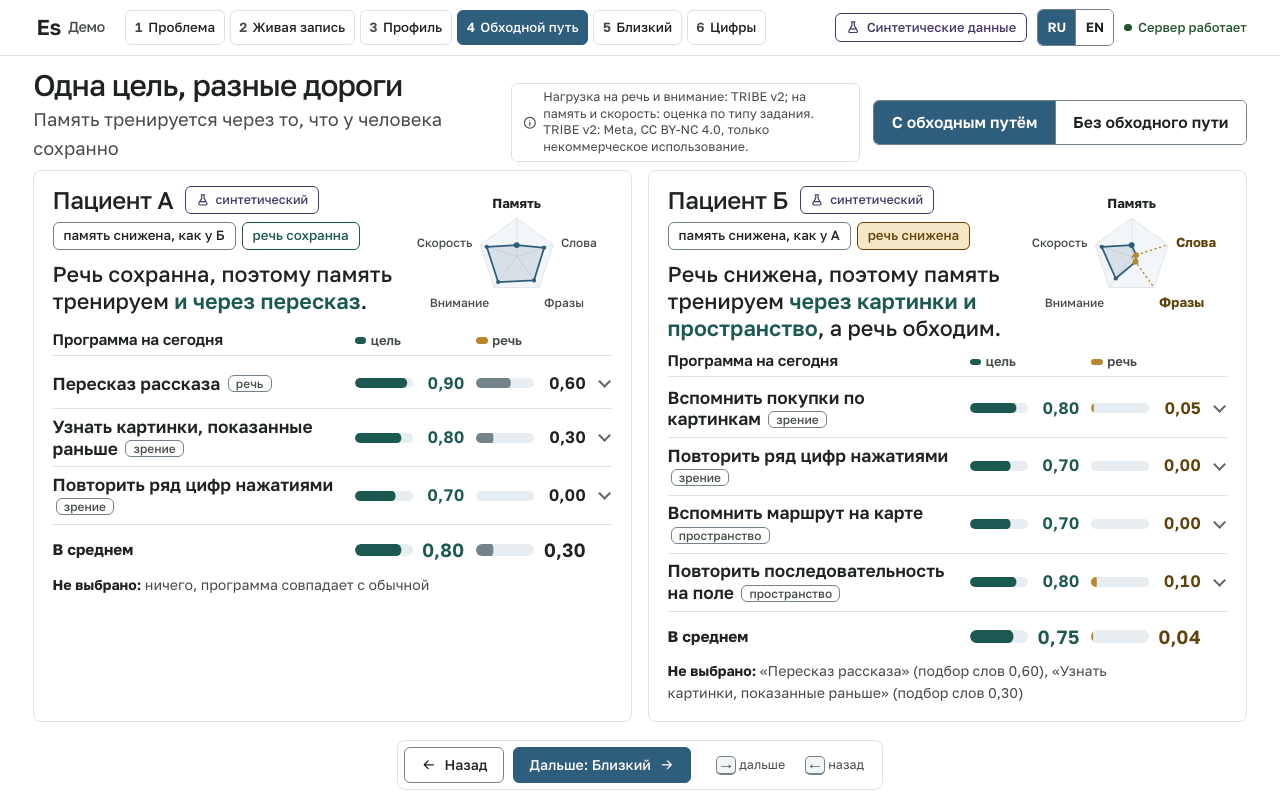 Es Демо
1 Проблема
2 Живая запись
3 Профиль
4 Обходной путь
5 Близкий
6 Цифры
Синтетические данные
RU
EN
Сервер работает
Одна цель, разные дороги
Память тренируется через то, что у человека
сохранно
Нагрузка на речь и внимание: TRIBE v2; на
память и скорость: оценка по типу задания.
TRIBE v2: Meta, CC BY-NC 4.0, только
некоммерческое использование.
С обходным путём
Без обходного пути
Пациент А
синтетический
память снижена, как у Б
речь сохранна
Память
Скорость
Слова
Внимание
Фразы
Речь сохранна, поэтому память
тренируем и через пересказ.
Программа на сегодня
цель
речь
Пересказ рассказа речь 0,90 0,60
Узнать картинки, показанные
раньше зрение 0,80 0,30
Повторить ряд цифр нажатиями
зрение 0,70 0,00
В среднем 0,80 0,30
Не выбрано: ничего, программа совпадает с обычной
Пациент Б
синтетический
память снижена, как у А
речь снижена
Память
Скорость
Слова
Внимание
Фразы
Речь снижена, поэтому память
тренируем через картинки и
пространство, а речь обходим.
Программа на сегодня
цель
речь
Вспомнить покупки по
картинкам зрение 0,80 0,05
Повторить ряд цифр нажатиями
зрение 0,70 0,00
Вспомнить маршрут на карте
пространство 0,70 0,00
Повторить последовательность
на поле пространство 0,80 0,10
В среднем 0,75 0,04
Не выбрано: «Пересказ рассказа» (подбор слов 0,60), «Узнать
картинки, показанные раньше» (подбор слов 0,30)
← Назад
Дальше: Близкий →
→ дальше
← назад